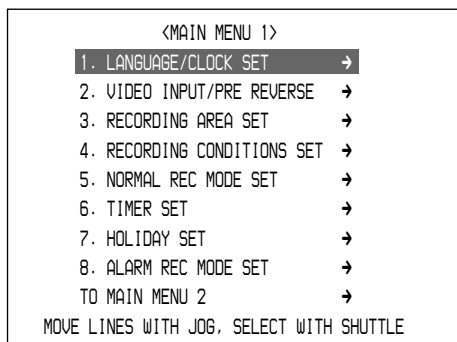 <MAIN MENU 1>
1. LANGUAGE/CLOCK SET →
2. VIDEO INPUT/PRE REVERSE →
3. RECORDING AREA SET →
4. RECORDING CONDITIONS SET →
5. NORMAL REC MODE SET →
6. TIMER SET →
7. HOLIDAY SET →
8. ALARM REC MODE SET →
TO MAIN MENU 2 →
MOVE LINES WITH JOG, SELECT WITH SHUTTLE